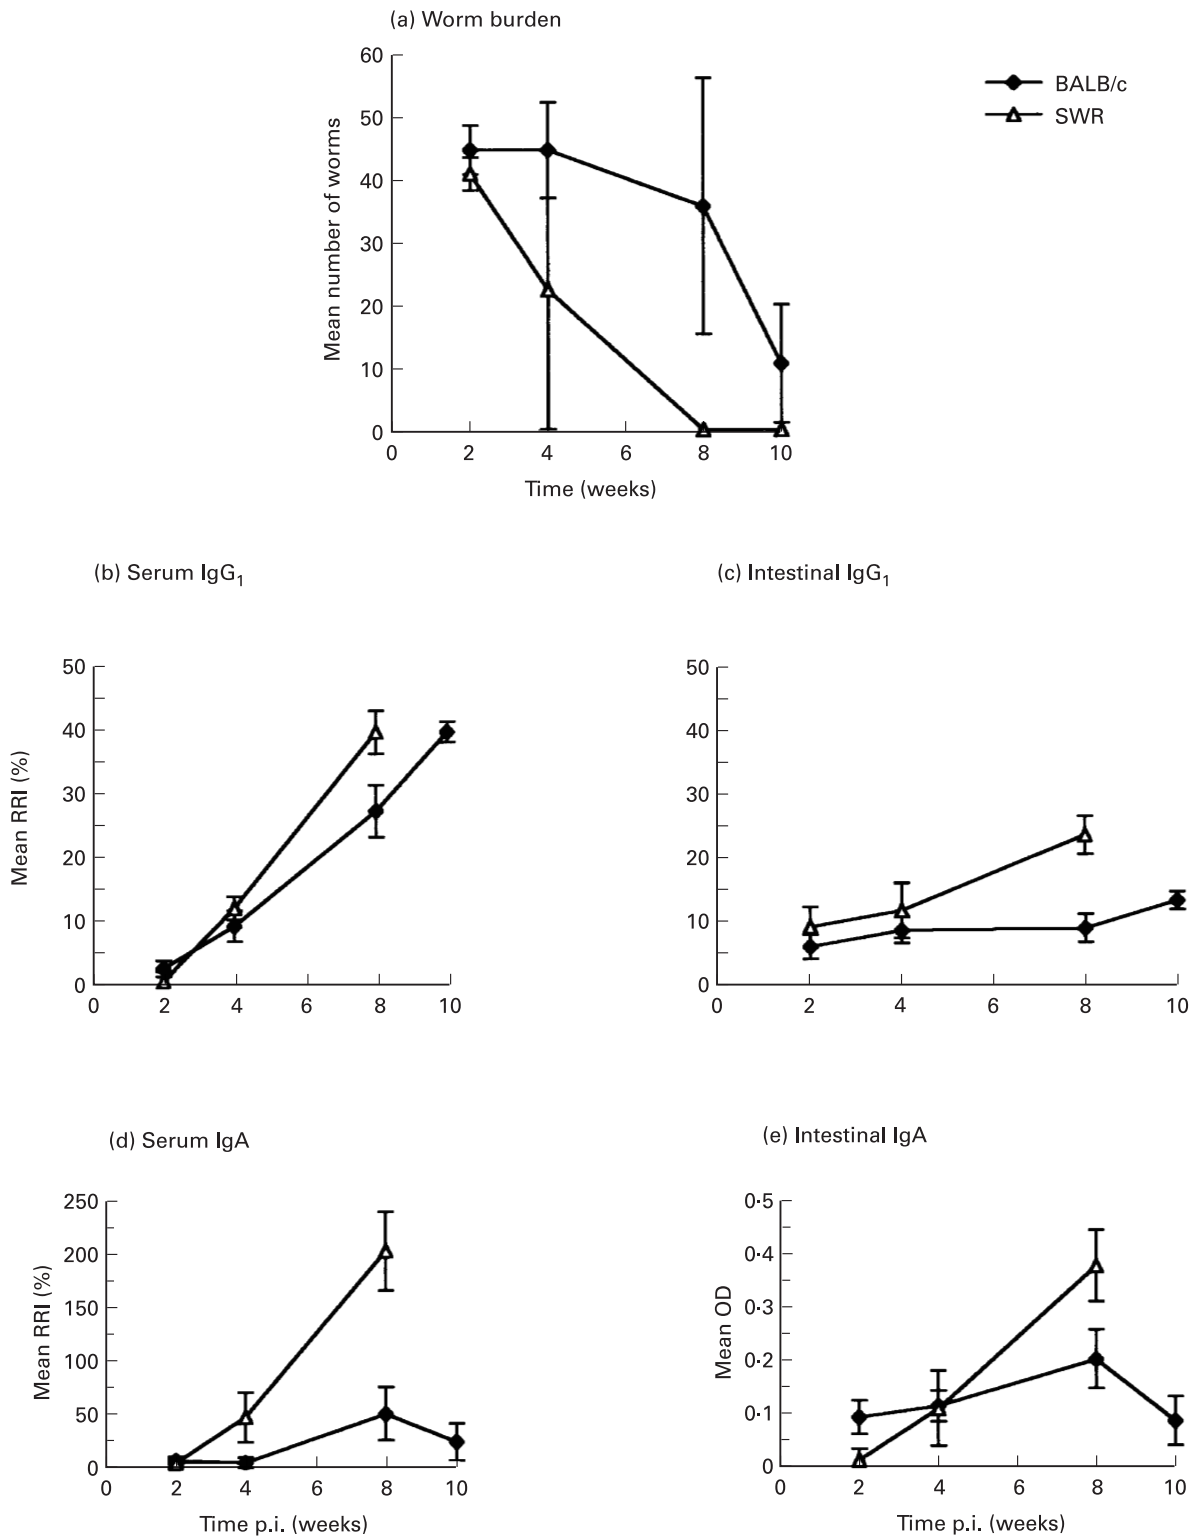 (a) Worm burden
60
50
40
30
20
10
0
Mean number of worms
0 2 4 6 8 10
Time (weeks)
BALB/c
SWR
(b) Serum IgG1
50
40
30
20
10
0
Mean RRI (%)
0 2 4 6 8 10
(c) Intestinal IgG1
50
40
30
20
10
0
0 2 4 6 8 10
(d) Serum IgA
250
200
150
100
50
0
Mean RRI (%)
0 2 4 6 8 10
Time p.i. (weeks)
(e) Intestinal IgA
0·5
0·4
0·3
0·2
0·1
0
Mean OD
0 2 4 6 8 10
Time p.i. (weeks)